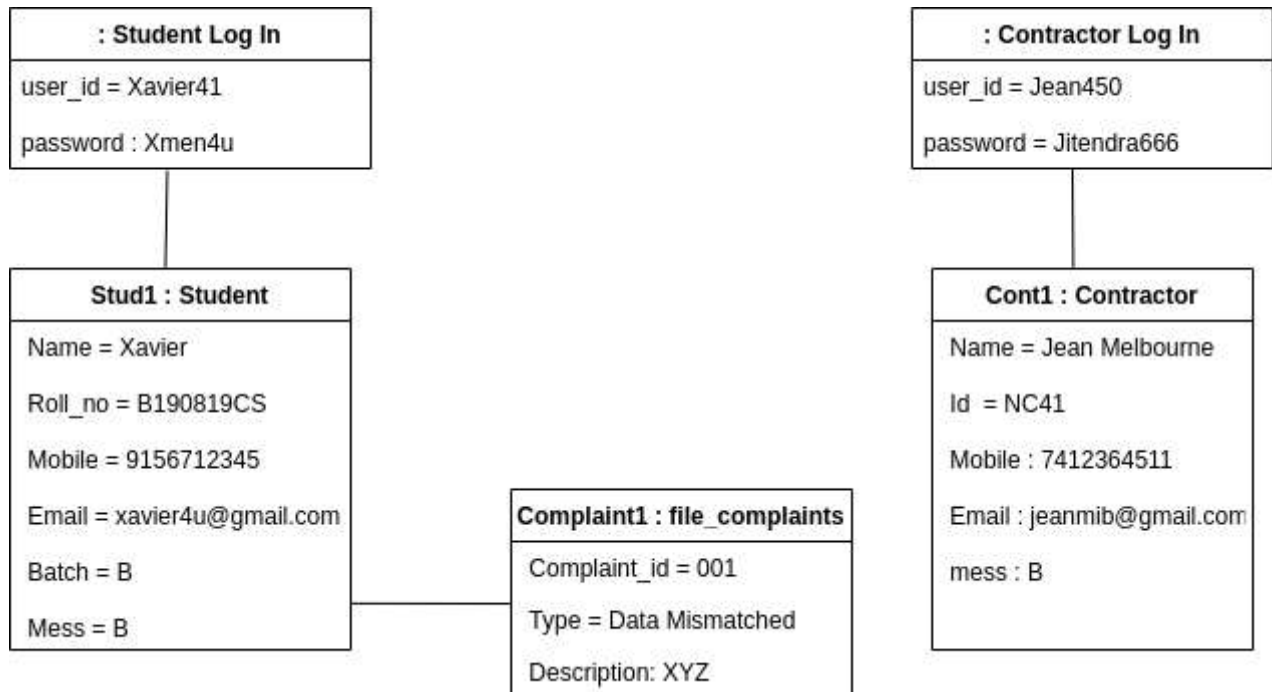 : Student Log In
user_id = Xavier41
password : Xmen4u
: Contractor Log In
user_id = Jean450
password = Jitendra666
Stud1 : Student
Name = Xavier
Roll_no = B190819CS
Mobile = 9156712345
Email = xavier4u@gmail.com
Batch = B
Mess = B
Complaint1 : file_complaints
Complaint_id = 001
Type = Data Mismatched
Description: XYZ
Cont1 : Contractor
Name = Jean Melbourne
Id = NC41
Mobile : 7412364511
Email : jeanmib@gmail.com
mess : B